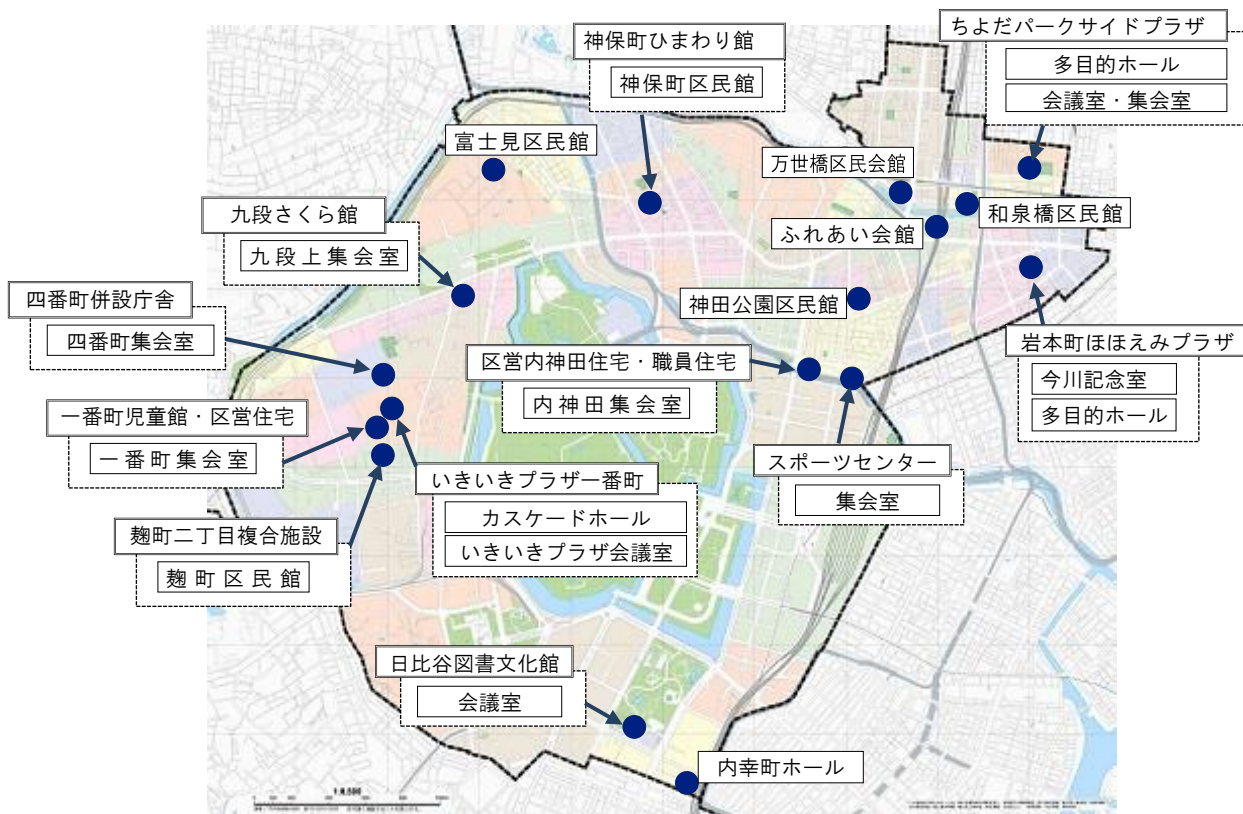 ちよだパークサイドプラザ
多目的ホール
会議室・集会室
神保町ひまわり館
神保町区民館
富士見区民館
万世橋区民会館
和泉橋区民館
ふれあい会館
九段さくら館
九段上集会室
神田公園区民館
四番町併設庁舎
四番町集会室
岩本町ほほえみプラザ
今川記念室
多目的ホール
区営内神田住宅・職員住宅
内神田集会室
一番町児童館・区営住宅
一番町集会室
スポーツセンター
集会室
いきいきプラザ一番町
カスケードホール
いきいきプラザ会議室
麹町二丁目複合施設
麹町区民館
日比谷図書文化館
会議室
内幸町ホール